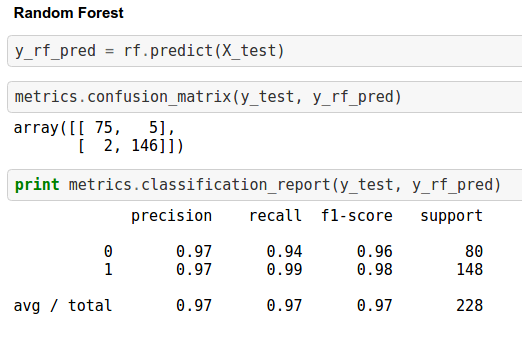 Random Forest
y_rf_pred = rf.predict(X_test)
metrics.confusion_matrix(y_test, y_rf_pred)
array([[ 75,   5],
       [  2, 146]])
print metrics.classification_report(y_test, y_rf_pred)
             precision    recall  f1-score   support
          0       0.97      0.94      0.96        80
          1       0.97      0.99      0.98       148
avg / total       0.97      0.97      0.97       228